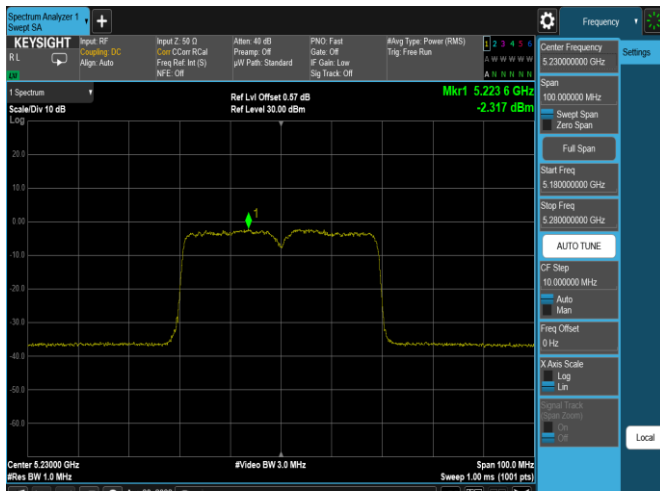 Spectrum Analyzer 1
Swept SA
+
Frequency
KEYSIGHT
R L
Input: RF
Coupling: DC
Align: Auto
Input Z: 50 Ω
Corr CCorr RCal
Freq Ref: Int (S)
NFE: Off
Atten: 40 dB
Preamp: Off
µW Path: Standard
PNO: Fast
Gate: Off
IF Gain: Low
Sig Track: Off
#Avg Type: Power (RMS)
Trig: Free Run
1 2 3 4 5 6
A W W W W W
A N N N N N
1 Spectrum
Scale/Div 10 dB
Log
Ref Lvl Offset 0.57 dB
Ref Level 30.00 dBm
Mkr1 5.223 6 GHz
-2.317 dBm
20.0
10.0
0.00
-10.0
-20.0
-30.0
-40.0
-50.0
-60.0
1
Center 5.23000 GHz
#Res BW 1.0 MHz
#Video BW 3.0 MHz
Span 100.0 MHz
Sweep 1.00 ms (1001 pts)
Center Frequency
5.230000000 GHz
Span
100.000000 MHz
Swept Span
Zero Span
Full Span
Start Freq
5.180000000 GHz
Stop Freq
5.280000000 GHz
AUTO TUNE
CF Step
10.000000 MHz
Auto
Man
Freq Offset
0 Hz
X Axis Scale
Log
Lin
Signal Track
(Span Zoom)
On
Off
Settings
Local